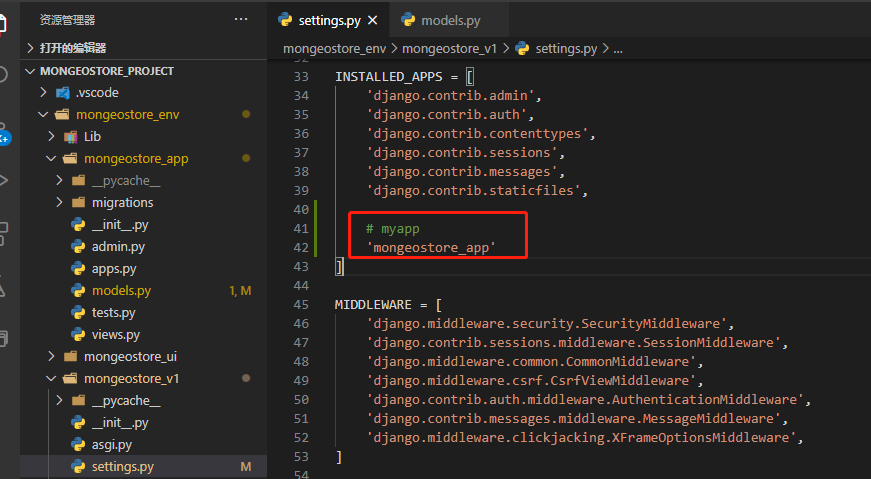 资源管理器 ···
打开的编辑器
MONGEOSTORE_PROJECT
.vscode
mongeostore_env
Lib
mongeostore_app
__pycache__
migrations
__init__.py
admin.py
apps.py
models.py 1, M
tests.py
views.py
mongeostore_ui
mongeostore_v1
__pycache__
__init__.py
asgi.py
settings.py M
settings.py models.py
mongeostore_env > mongeostore_v1 > settings.py > ...
33 INSTALLED_APPS = [
34     'django.contrib.admin',
35     'django.contrib.auth',
36     'django.contrib.contenttypes',
37     'django.contrib.sessions',
38     'django.contrib.messages',
39     'django.contrib.staticfiles',
40
41     # myapp
42     'mongeostore_app'
43 ]
44
45 MIDDLEWARE = [
46     'django.middleware.security.SecurityMiddleware',
47     'django.contrib.sessions.middleware.SessionMiddleware',
48     'django.middleware.common.CommonMiddleware',
49     'django.middleware.csrf.CsrfViewMiddleware',
50     'django.contrib.auth.middleware.AuthenticationMiddleware',
51     'django.contrib.messages.middleware.MessageMiddleware',
52     'django.middleware.clickjacking.XFrameOptionsMiddleware',
53 ]
54